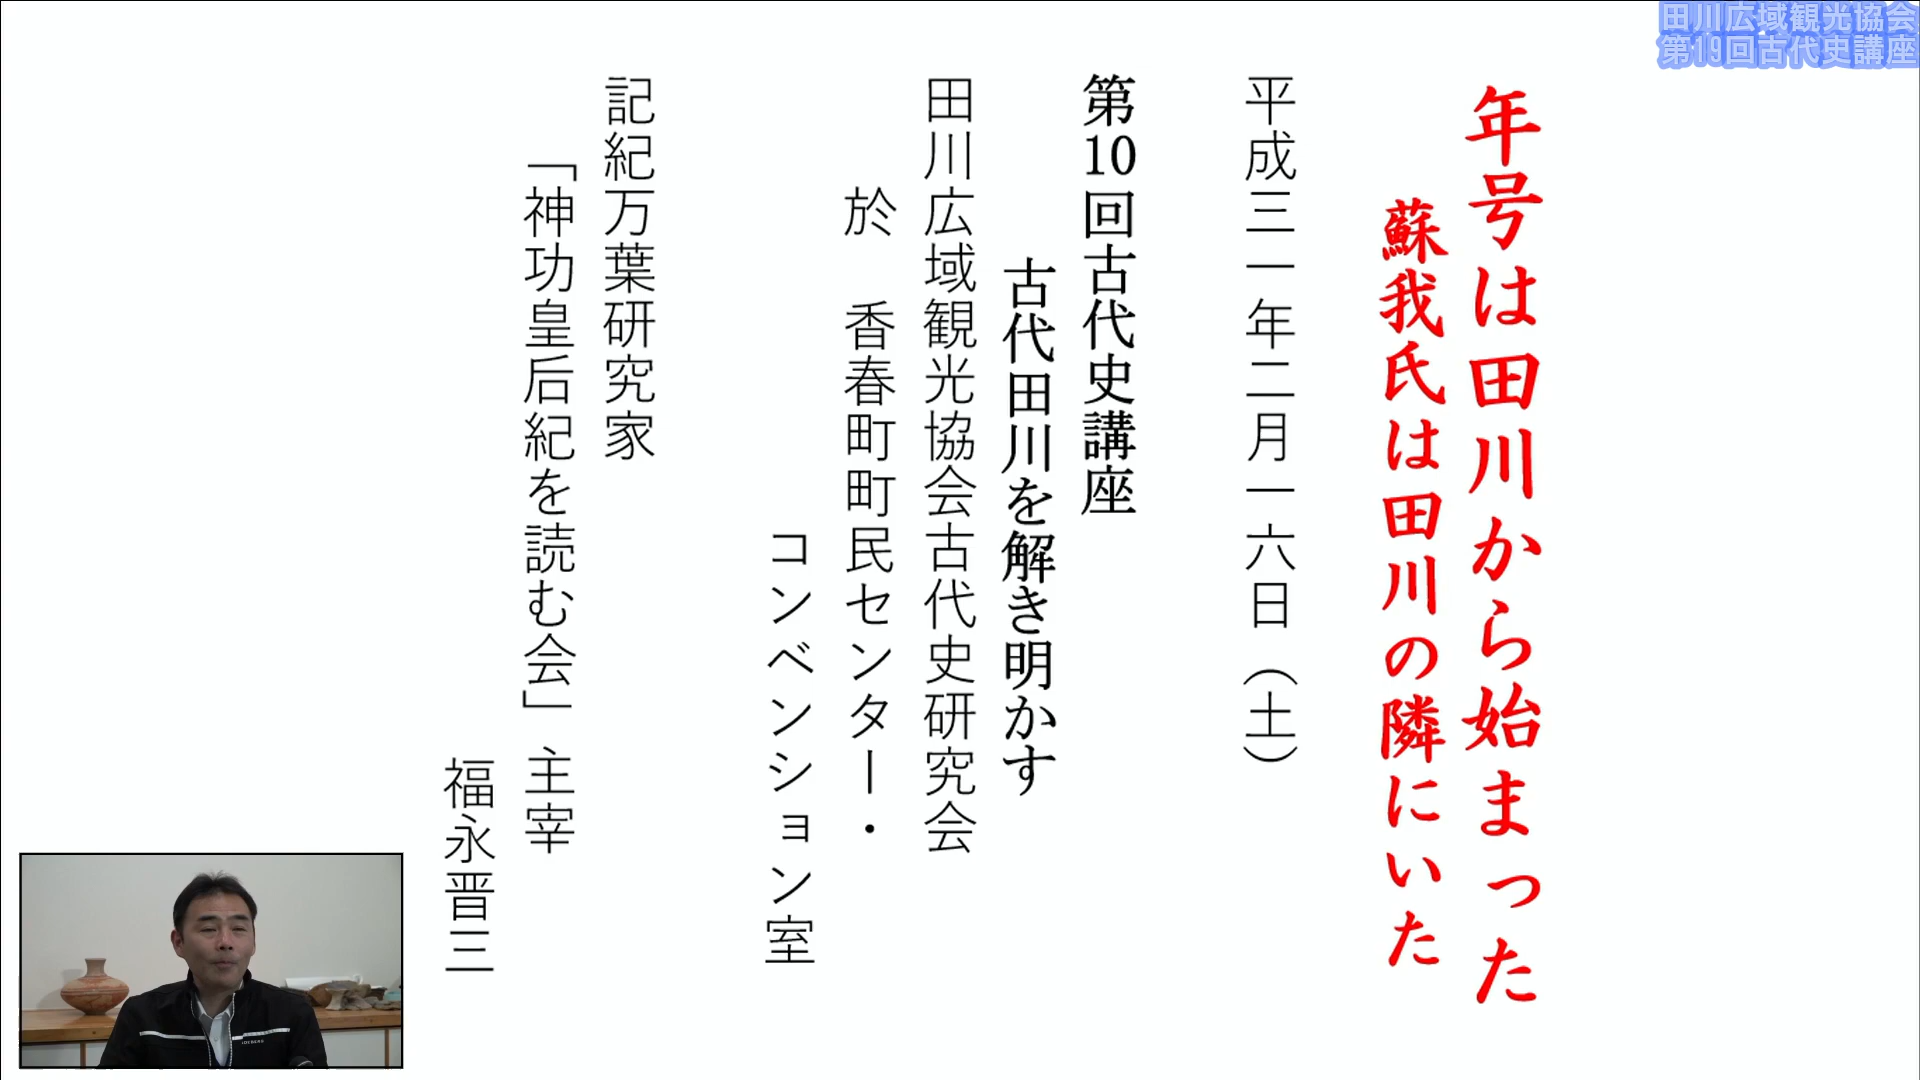 田川広域観光協会
第19回古代史講座
年号は田川から始まった
蘇我氏は田川の隣にいた
平成三一年二月一六日（土）
第10回古代史講座
古代田川を解き明かす
田川広域観光協会古代史研究会
於　香春町町民センター・
コンベンション室
記紀万葉研究家
「神功皇后紀を読む会」主宰
福永晋三